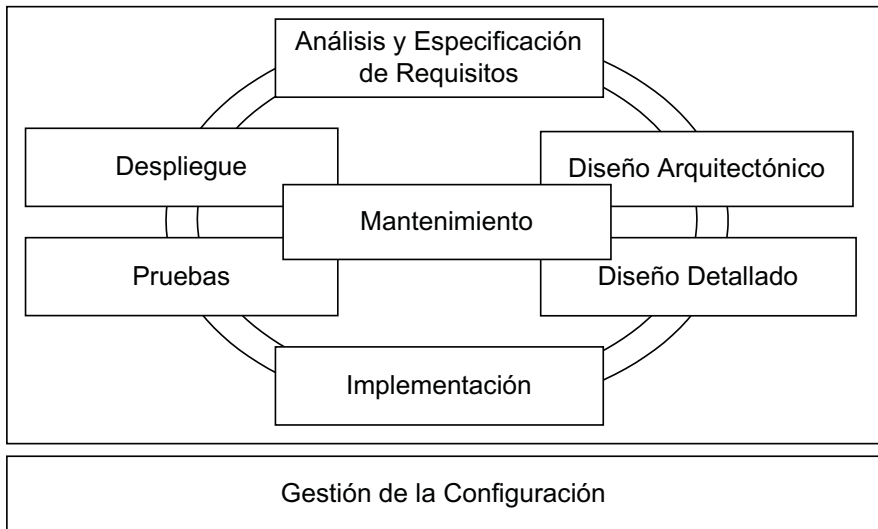 Análisis y Especificación
de Requisitos
Despliegue
Diseño Arquitectónico
Mantenimiento
Pruebas
Diseño Detallado
Implementación
Gestión de la Configuración